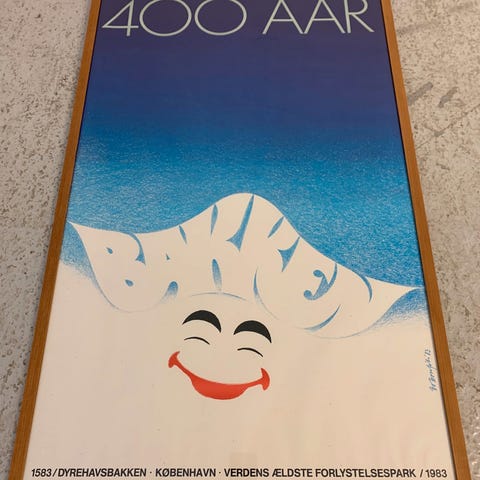 400 AAR
BAKKEN
1583/DYREHAVSBAKKEN · KØBENHAVN · VERDENS ÆLDSTE FORLYSTELSESPARK / 1983